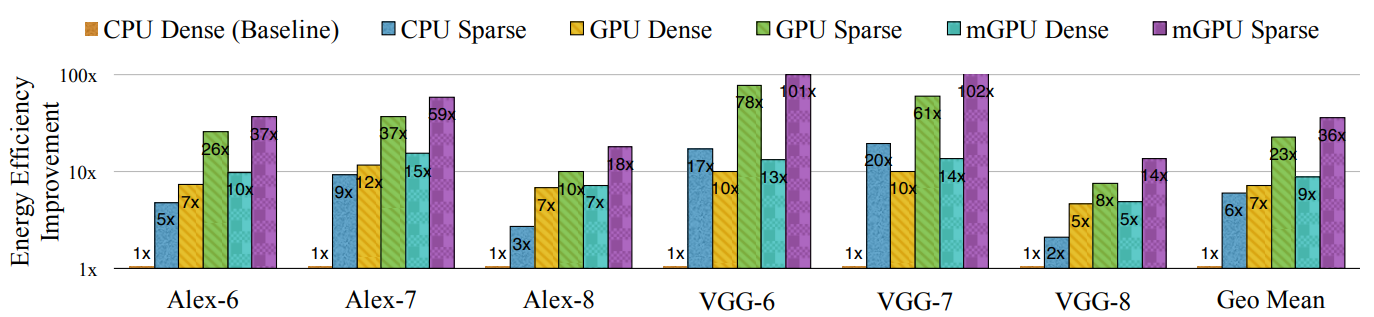 CPU Dense (Baseline) CPU Sparse GPU Dense GPU Sparse mGPU Dense mGPU Sparse
Energy Efficiency
Improvement
100x
10x
1x
1x 5x 7x 26x 10x 37x
1x 9x 12x 37x 15x 59x
1x 3x 7x 10x 7x 18x
1x 17x 10x 78x 13x 101x
1x 20x 10x 61x 14x 102x
1x 2x 5x 8x 5x 14x
1x 6x 7x 23x 9x 36x
Alex-6 Alex-7 Alex-8 VGG-6 VGG-7 VGG-8 Geo Mean